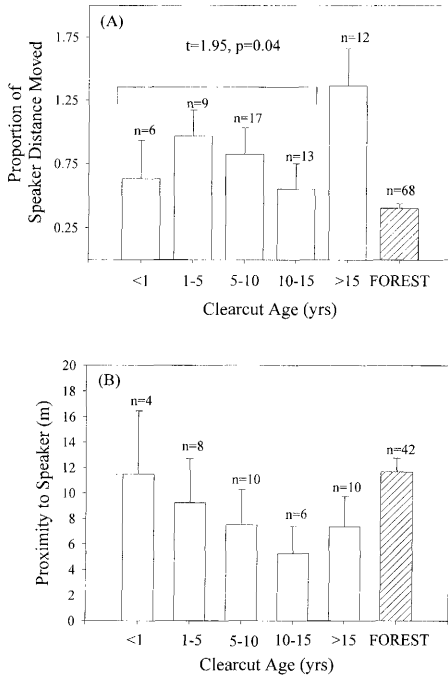 (A)
t=1.95, p=0.04
n=12
n=6
n=9
n=17
n=13
n=68
1.75
1.25
0.75
0.25
Proportion of
Speaker Distance Moved
<1 1-5 5-10 10-15 >15 FOREST
Clearcut Age (yrs)
(B)
n=4
n=8
n=10
n=6
n=10
n=42
20
18
16
14
12
10
8
6
4
2
0
Proximity to Speaker (m)
<1 1-5 5-10 10-15 >15 FOREST
Clearcut Age (yrs)